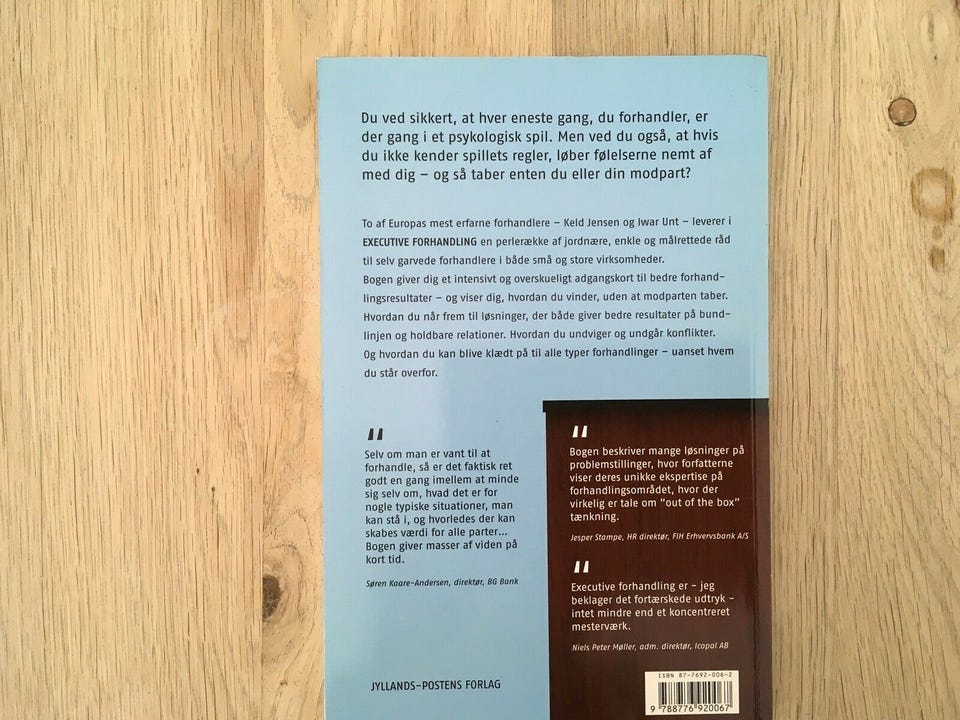 Du ved sikkert, at hver eneste gang, du forhandler, er
der gang i et psykologisk spil. Men ved du også, at hvis
du ikke kender spillets regler, løber følelserne nemt af
med dig – og så taber enten du eller din modpart?
To af Europas mest erfarne forhandlere – Keld Jensen og Iwar Unt – leverer i
EXECUTIVE FORHANDLING en perlerække af jordnære, enkle og målrettede råd
til selv garvede forhandlere i både små og store virksomheder.
Bogen giver dig et intensivt og overskueligt adgangskort til bedre forhand-
lingsresultater – og viser dig, hvordan du vinder, uden at modparten taber.
Hvordan du når frem til løsninger, der både giver bedre resultater på bund-
linjen og holdbare relationer. Hvordan du undviger og undgår konflikter.
Og hvordan du kan blive klædt på til alle typer forhandlinger – uanset hvem
du står overfor.
"
Selv om man er vant til at
forhandle, så er det faktisk ret
godt en gang imellem at minde
sig selv om, hvad det er for
nogle typiske situationer, man
kan stå i, og hvorledes der kan
skabes værdi for alle parter...
Bogen giver masser af viden på
kort tid.
Søren Kaare-Andersen, direktør, BG Bank
"
Bogen beskriver mange løsninger på
problemstillinger, hvor forfatterne
viser deres unikke ekspertise på
forhandlingsområdet, hvor der
virkelig er tale om "out of the box"
tænkning.
Jesper Stampe, HR direktør, FIH Erhvervsbank A/S
"
Executive forhandling er – jeg
beklager det fortærskede udtryk –
intet mindre end et koncentreret
mesterværk.
Niels Peter Møller, adm. direktør, Icopal AB
JYLLANDS-POSTENS FORLAG
ISBN 87-7692-006-2
9 788776 920067